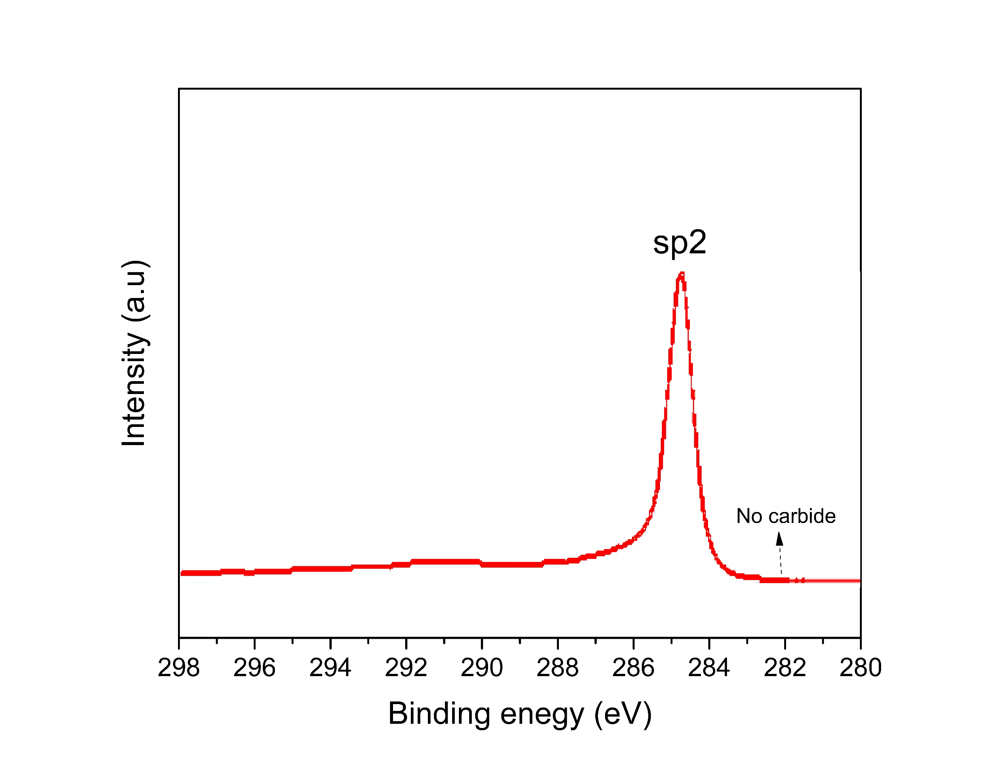 sp2
No carbide
Intensity (a.u)
298 296 294 292 290 288 286 284 282 280
Binding enegy (eV)